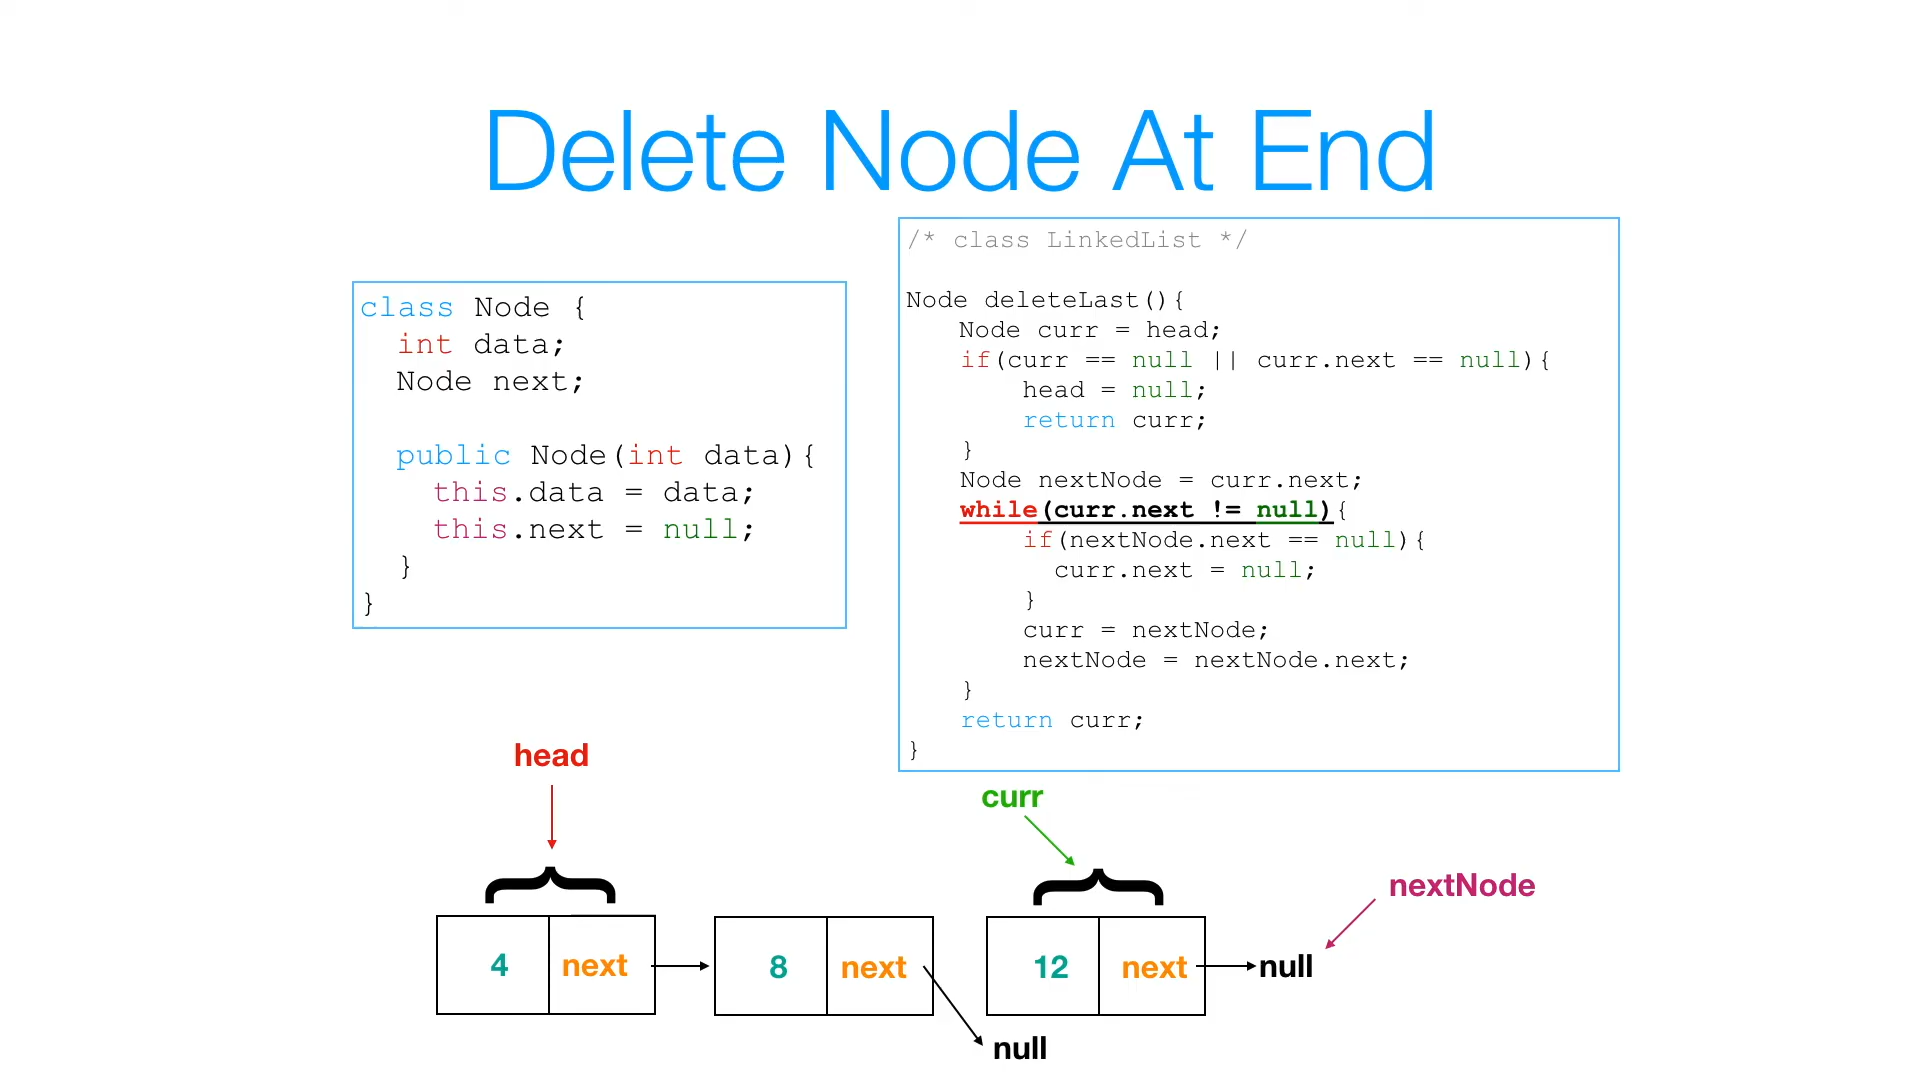 Delete Node At End
class Node {
int data;
Node next;
public Node(int data){
this.data = data;
this.next = null;
}
}
/* class LinkedList */
Node deleteLast(){
Node curr = head;
if(curr == null || curr.next == null){
head = null;
return curr;
}
Node nextNode = curr.next;
while(curr.next != null){
if(nextNode.next == null){
curr.next = null;
}
curr = nextNode;
nextNode = nextNode.next;
}
return curr;
}
head
curr
nextNode
4 next 8 next 12 next null
null